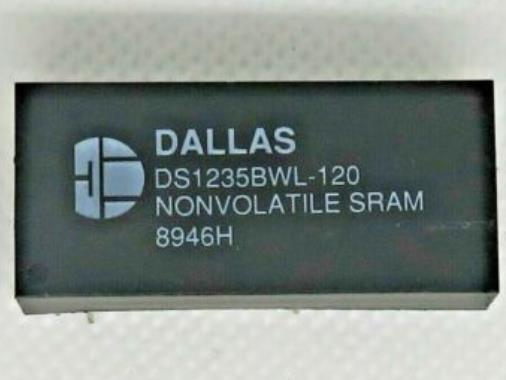 DALLAS
DS1235BWL-120
NONVOLATILE SRAM
8946H